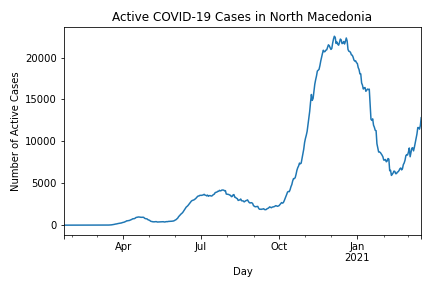 Active COVID-19 Cases in North Macedonia
Number of Active Cases
20000
15000
10000
5000
0
Apr
Jul
Oct
Jan
2021
Day